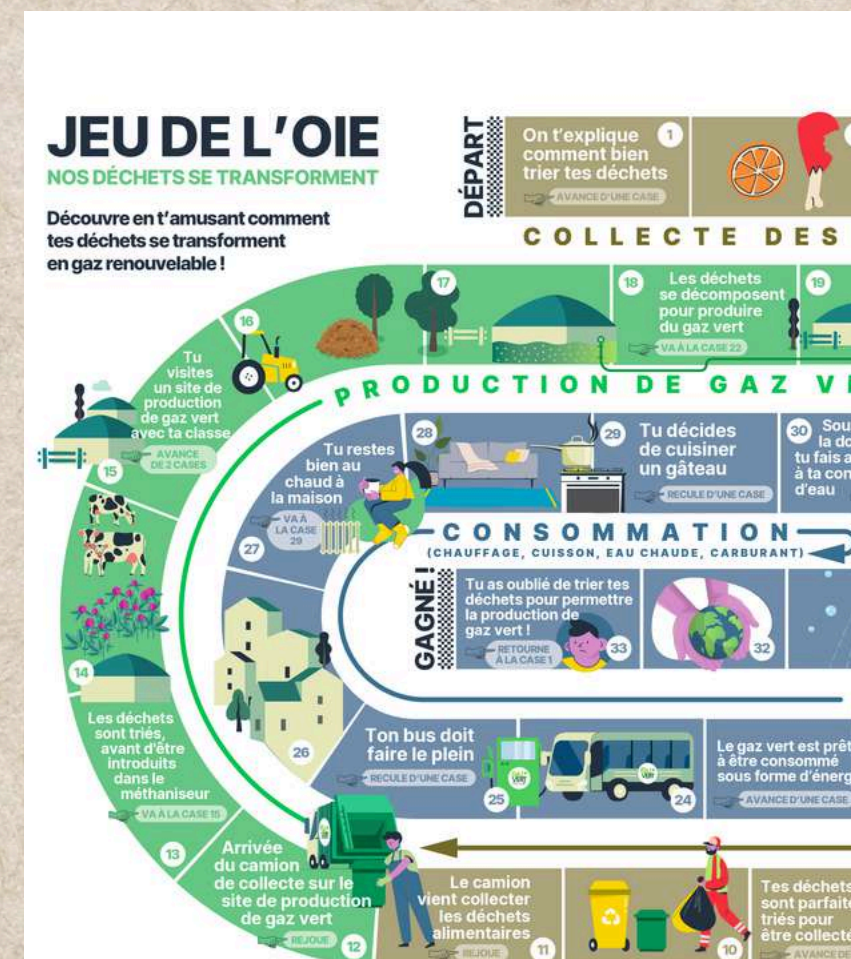 JEU DE L'OIE
NOS DÉCHETS SE TRANSFORMENT
Découvre en t'amusant comment
tes déchets se transforment
en gaz renouvelable !
DÉPART
On t'explique
comment bien
trier tes déchets
1
AVANCE D'UNE CASE
COLLECTE DES
16
17
18
Les déchets
se décomposent
pour produire
du gaz vert
VA À LA CASE 22
19
Tu
visites
un site de
production
de gaz vert
avec ta classe
AVANCE
DE 2 CASES
15
PRODUCTION DE GAZ
28
29
Tu décides
de cuisiner
un gâteau
RECULE D'UNE CASE
30
tu fais
d'eau
Tu restes
bien au
chaud à
la maison
VA À
LA CASE
29
27
CONSOMMATION
(CHAUFFAGE, CUISSON, EAU CHAUDE, CARBURANT)
GAGNÉ !
Tu as oublié de trier tes
déchets pour permettre
la production de
gaz vert !
RETOURNE
À LA CASE 1
33
32
14
Les déchets
sont triés,
avant d'être
introduits
dans le
méthaniseur
VA À LA CASE 15
13
26
Ton bus doit
faire le plein
RECULE D'UNE CASE
25
24
Le gaz vert est prêt
à être consommé
sous forme
AVANCE D'UNE CASE
Arrivée
du camion
de collecte sur le
site de production
de gaz vert
REJOUE
12
Le camion
vient collecter
les déchets
alimentaires
REJOUE
11
10
Tes déchets
sont
triés pour
être
AVANCE DE